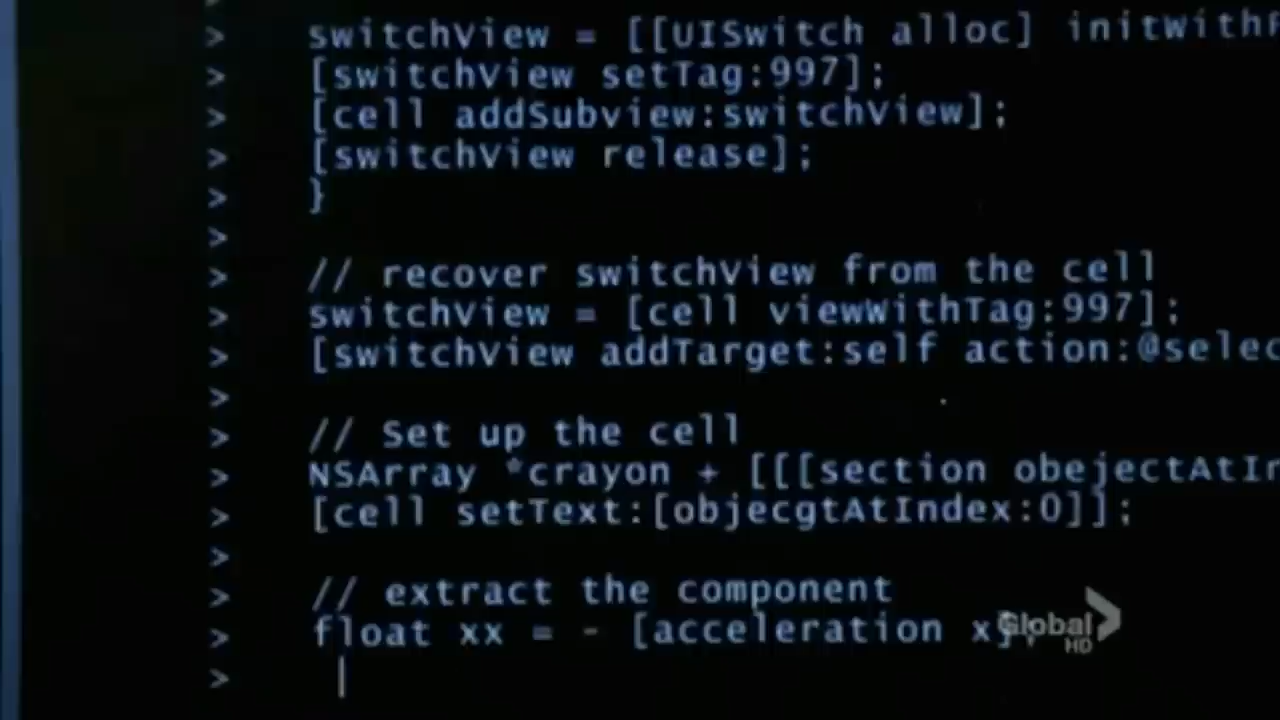 > switchView = [[UISwitch alloc] initWithF
> [switchView setTag:997];
> [cell addSubview:switchView];
> [switchView release];
> }
>
> // recover switchView from the cell
> switchView = [cell viewWithTag:997];
> [switchView addTarget:self action:@selec
>
> // Set up the cell
> NSArray *crayon + [[[section obejectAtIn
> [cell setText:[objecgtAtIndex:0]];
>
> // extract the component
> float xx = - [acceleration x];
> |
Global
HD